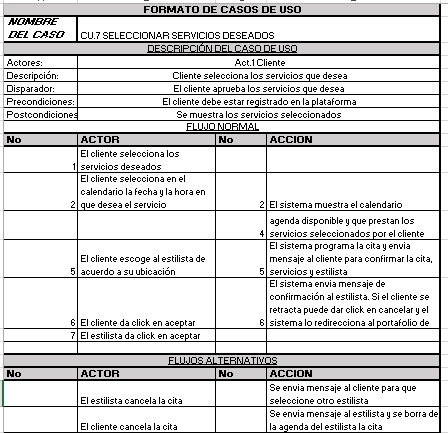 FORMATO DE CASOS DE USO
NOMBRE
DEL CASO CU.7 SELECCIONAR SERVICIOS DESEADOS
DESCRIPCIÓN DEL CASO DE USO
Actores: Act.1 Cliente
Descripción: Cliente selecciona los servicios que desea
Disparador: El cliente aprueba los servicios que desea
Precondiciones: El cliente debe estar registrado en la plataforma
Postcondiciones Se muestra los servicios seleccionados
FLUJO NORMAL
No ACTOR No ACCION
El cliente selecciona los
1 servicios deseados
El cliente selecciona en el
calendario la fecha y la hora en
2 que desea el servicio 2 El sistema muestra el calendario
agenda disponible y que prestan los
4 servicios seleccionados por el cliente
El sistema programa la cita y envia
El cliente escoge al estilista de mensaje al cliente para confirmar la cita,
5 acuerdo a su ubicación 5 servicios y estilista
El sistema envia mensaje de
confirmación al estilista. Si el cliente se
retracta puede dar click en cancelar y el
6 El cliente da click en aceptar 6 sistema lo redirecciona al portafolio de
7 El estilista da click en aceptar
FLUJOS ALTERNATIVOS
No ACTOR No ACCION
Se envia mensaje al cliente para que
El estilista cancela la cita seleccione otro estilista
Se envia mensaje al estilista y se borra de
El cliente cancela la cita la agenda del estilista la cita